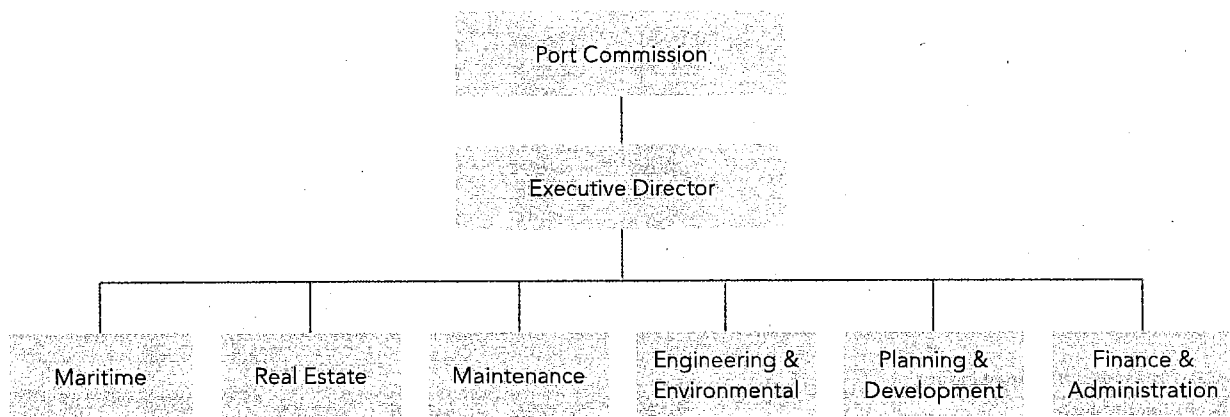 Port Commission
Executive Director
Maritime
Real Estate
Maintenance
Engineering &
Environmental
Planning &
Development
Finance &
Administration